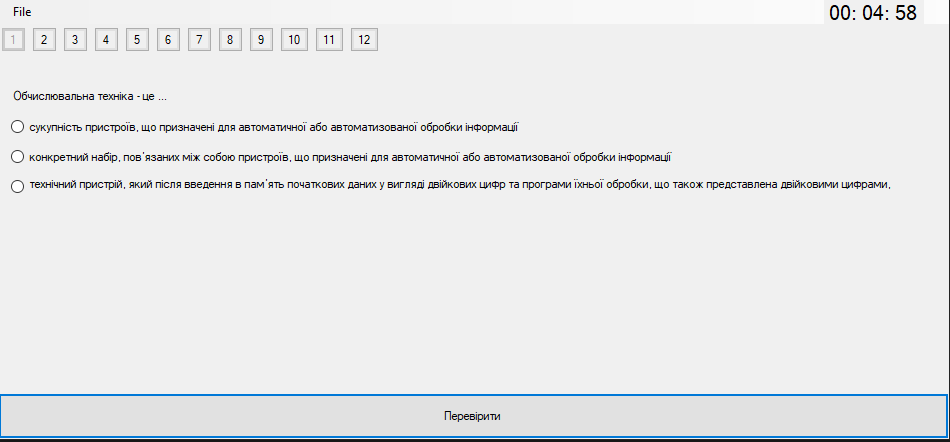 File
00: 04: 58
1 2 3 4 5 6 7 8 9 10 11 12
Обчислювальна техніка - це ...
сукупність пристроїв, що призначені для автоматичної або автоматизованої обробки інформації
конкретний набір, пов'язаних між собою пристроїв, що призначені для автоматичної або автоматизованої обробки інформації
технічний пристрій, який після введення в пам'ять початкових даних у вигляді двійкових цифр та програми їхньої обробки, що також представлена двійковими цифрами,
Перевірити